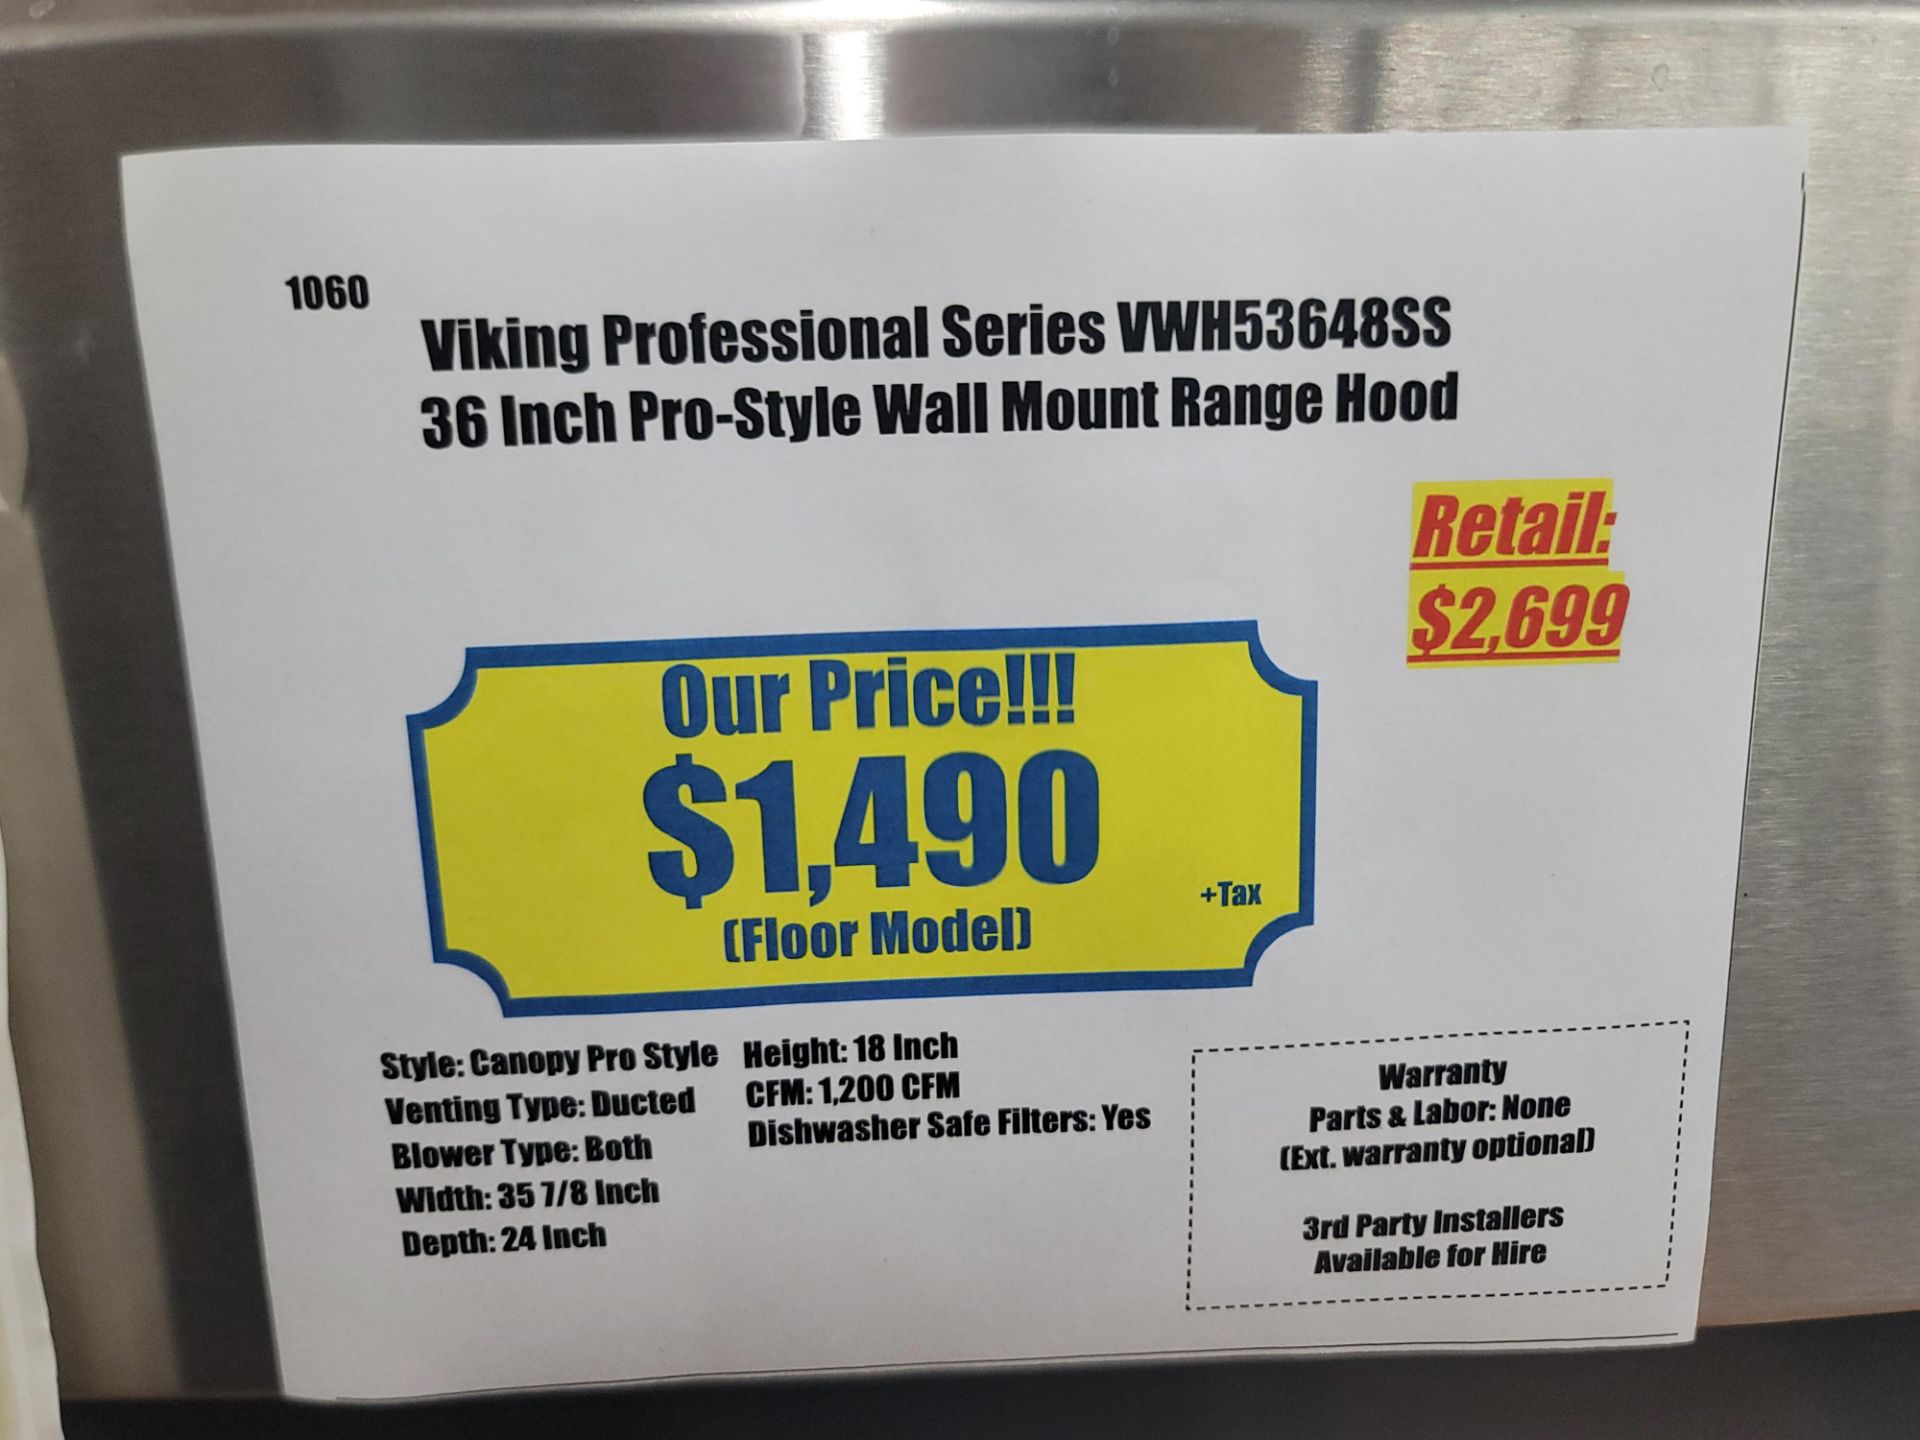 1060
Viking Professional Series VWH53648SS
36 Inch Pro-Style Wall Mount Range Hood
Retail:
$2,699
Our Price!!!
$1,490
+Tax
(Floor Model)
Style: Canopy Pro Style
Venting Type: Ducted
Blower Type: Both
Width: 35 7/8 Inch
Depth: 24 Inch
Height: 18 Inch
CFM: 1,200 CFM
Dishwasher Safe Filters: Yes
Warranty
Parts & Labor: None
(Ext. warranty optional)
3rd Party Installers
Available for Hire